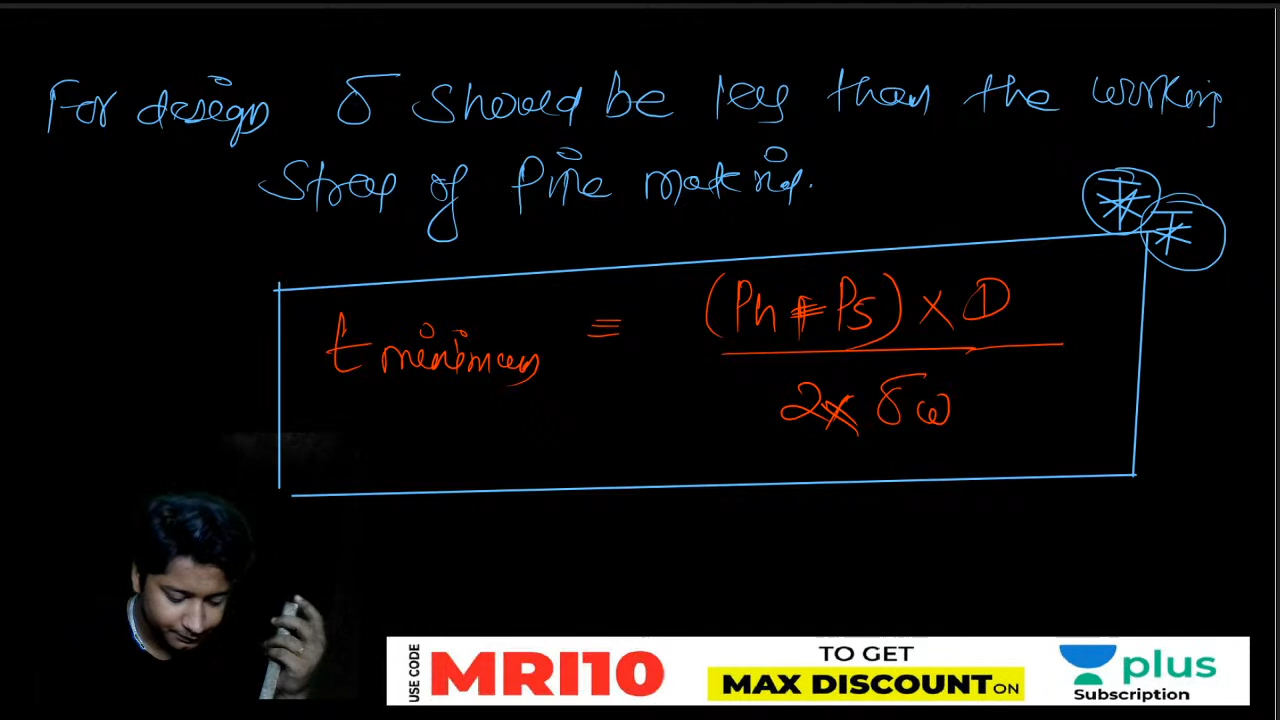 For design σ should be less than the working
stress of pipe material.
t minimum = (Ph + Ps) × D
2 × σω
USE CODE
MRI10
TO GET
MAX DISCOUNT ON
plus
Subscription